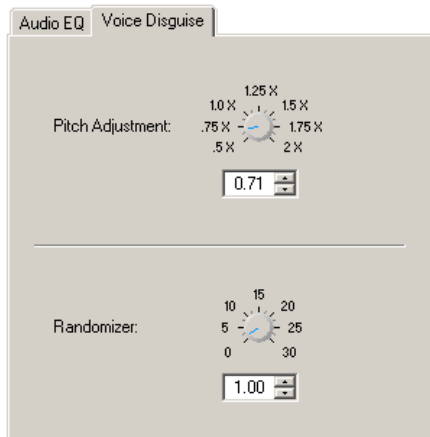 Audio EQ Voice Disguise
1.25 X
1.0 X 1.5 X
Pitch Adjustment: .75 X 1.75 X
.5 X 2 X
0.71
15
10 20
Randomizer: 5 25
0 30
1.00